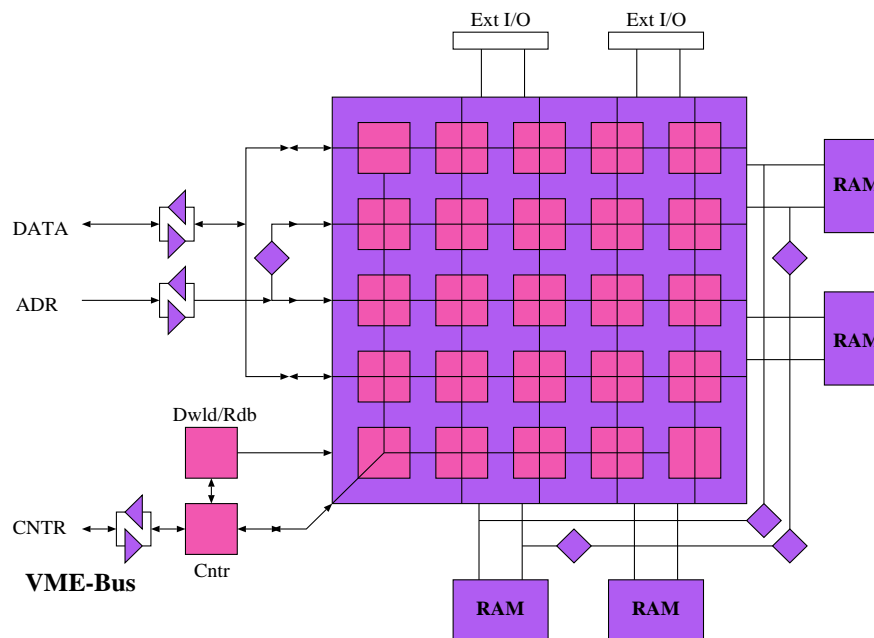 Ext I/O
Ext I/O
RAM
DATA
ADR
RAM
Dwld/Rdb
CNTR
Cntr
VME-Bus
RAM
RAM